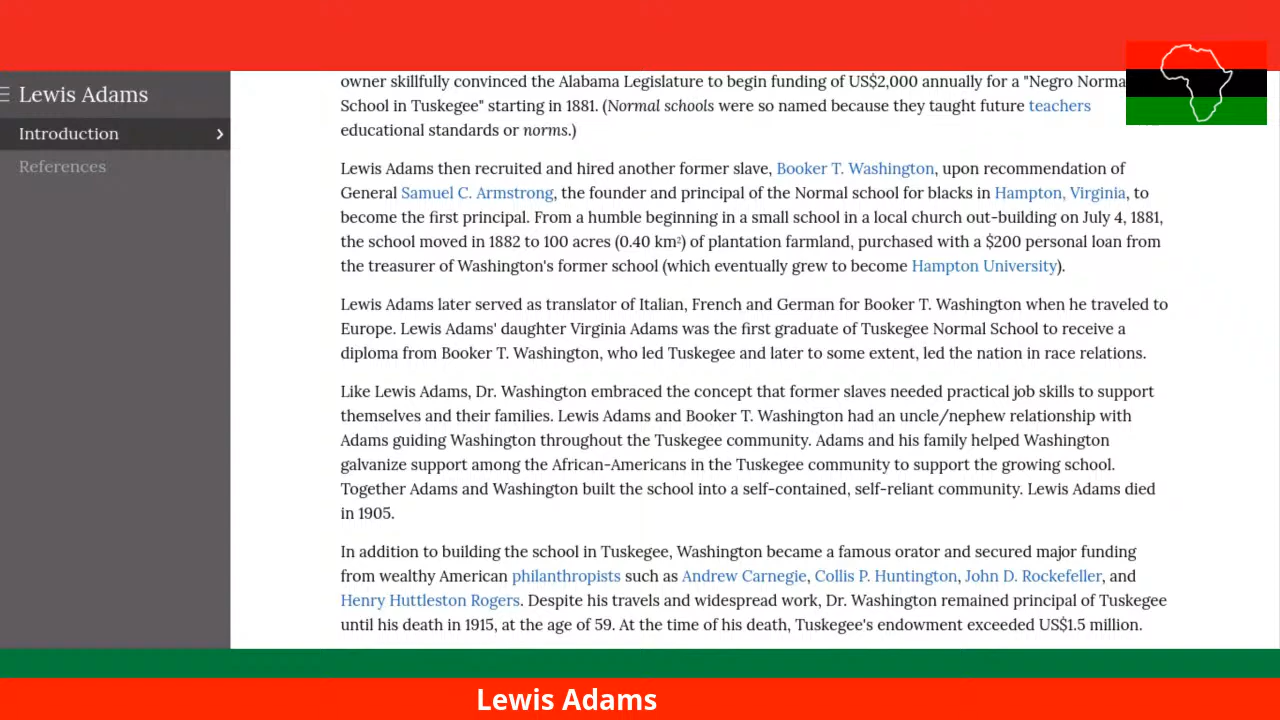 owner skillfully convinced the Alabama Legislature to begin funding of US$2,000 annually for a "Negro Norma
School in Tuskegee" starting in 1881. (Normal schools were so named because they taught future teachers
educational standards or norms.)
Lewis Adams
Introduction
References
Lewis Adams then recruited and hired another former slave, Booker T. Washington, upon recommendation of
General Samuel C. Armstrong, the founder and principal of the Normal school for blacks in Hampton, Virginia, to
become the first principal. From a humble beginning in a small school in a local church out-building on July 4, 1881,
the school moved in 1882 to 100 acres (0.40 km²) of plantation farmland, purchased with a $200 personal loan from
the treasurer of Washington's former school (which eventually grew to become Hampton University).
Lewis Adams later served as translator of Italian, French and German for Booker T. Washington when he traveled to
Europe. Lewis Adams' daughter Virginia Adams was the first graduate of Tuskegee Normal School to receive a
diploma from Booker T. Washington, who led Tuskegee and later to some extent, led the nation in race relations.
Like Lewis Adams, Dr. Washington embraced the concept that former slaves needed practical job skills to support
themselves and their families. Lewis Adams and Booker T. Washington had an uncle/nephew relationship with
Adams guiding Washington throughout the Tuskegee community. Adams and his family helped Washington
galvanize support among the African-Americans in the Tuskegee community to support the growing school.
Together Adams and Washington built the school into a self-contained, self-reliant community. Lewis Adams died
in 1905.
In addition to building the school in Tuskegee, Washington became a famous orator and secured major funding
from wealthy American philanthropists such as Andrew Carnegie, Collis P. Huntington, John D. Rockefeller, and
Henry Huttleston Rogers. Despite his travels and widespread work, Dr. Washington remained principal of Tuskegee
until his death in 1915, at the age of 59. At the time of his death, Tuskegee's endowment exceeded US$1.5 million.
Lewis Adams